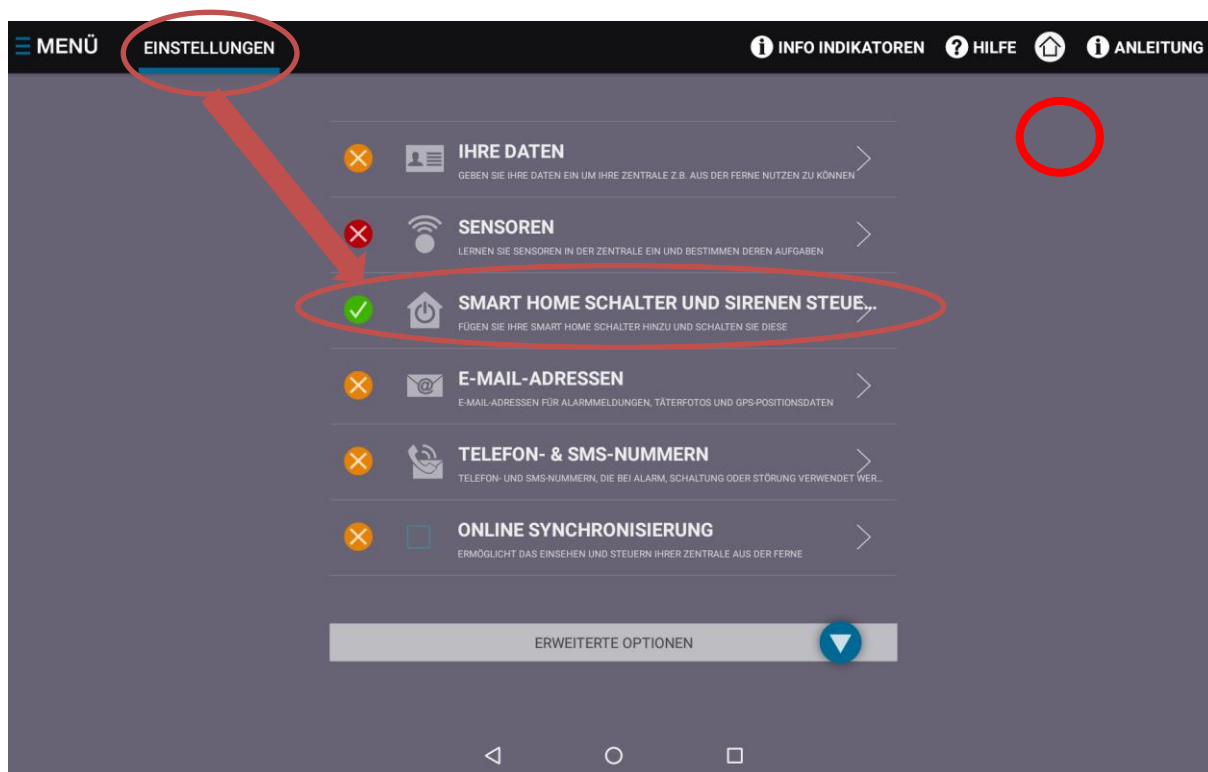 MENÜ EINSTELLUNGEN INFO INDIKATOREN HILFE ANLEITUNG
IHRE DATEN
GEBEN SIE IHRE DATEN EIN UM IHRE ZENTRALE Z.B. AUS DER FERNE NUTZEN ZU KÖNNEN
SENSOREN
LERNEN SIE SENSOREN IN DER ZENTRALE EIN UND BESTIMMEN DEREN AUFGABEN
SMART HOME SCHALTER UND SIRENEN STEUE...
FÜGEN SIE IHRE SMART HOME SCHALTER HINZU UND SCHALTEN SIE DIESE
E-MAIL-ADRESSEN
E-MAIL-ADRESSEN FÜR ALARMMELDUNGEN, TÄTERFOTOS UND GPS-POSITIONSDATEN
TELEFON- & SMS-NUMMERN
TELEFON- UND SMS-NUMMERN, DIE BEI ALARM, SCHALTUNG ODER STÖRUNG VERWENDET WER...
ONLINE SYNCHRONISIERUNG
ERMÖGLICHT DAS EINSEHEN UND STEUERN IHRER ZENTRALE AUS DER FERNE
ERWEITERTE OPTIONEN